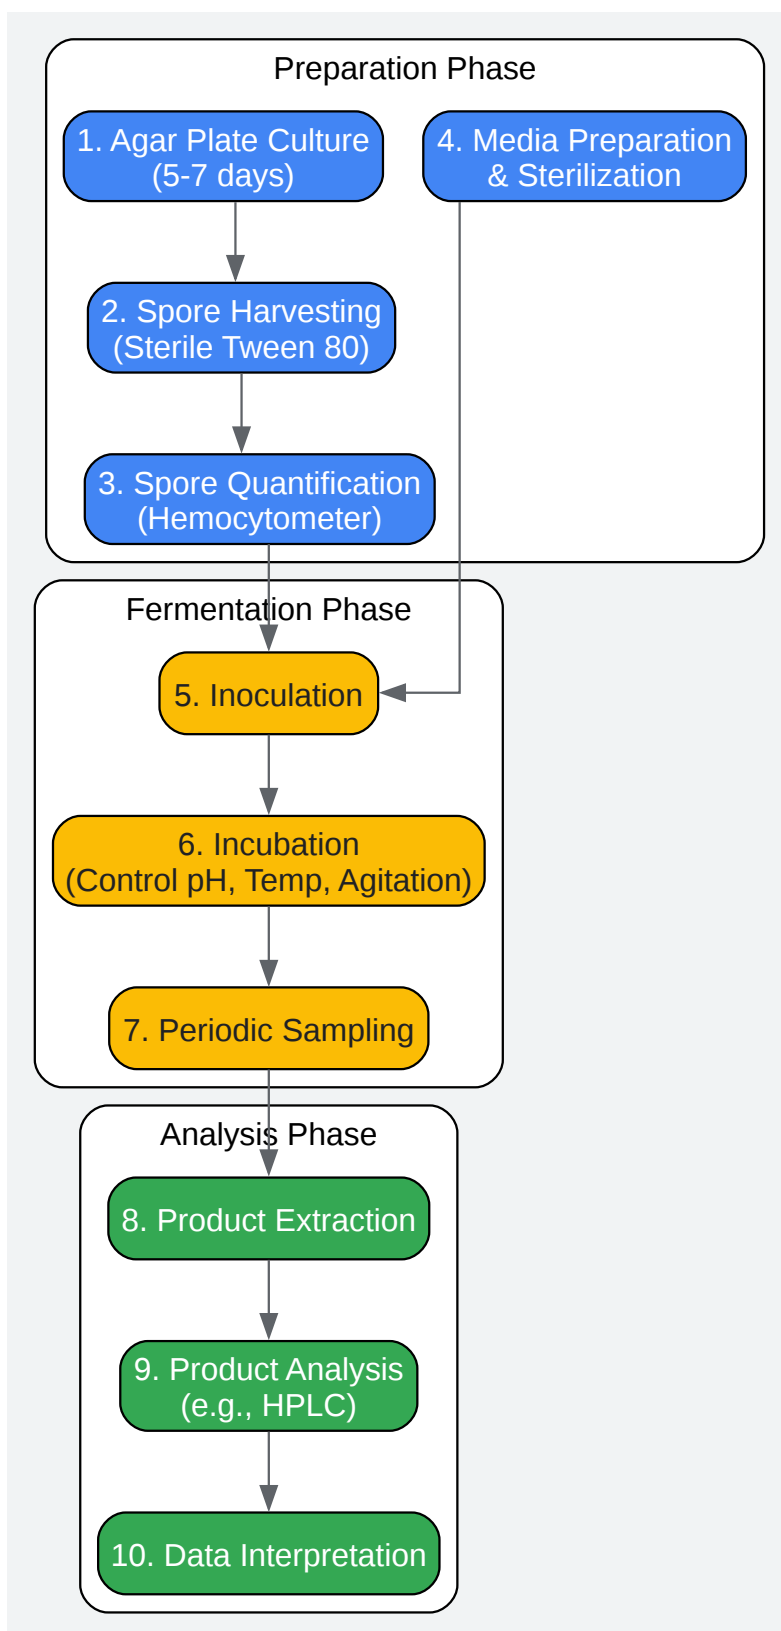 Preparation Phase
1. Agar Plate Culture
(5-7 days)
4. Media Preparation
& Sterilization
2. Spore Harvesting
(Sterile Tween 80)
3. Spore Quantification
(Hemocytometer)
Fermentation Phase
5. Inoculation
6. Incubation
(Control pH, Temp, Agitation)
7. Periodic Sampling
Analysis Phase
8. Product Extraction
9. Product Analysis
(e.g., HPLC)
10. Data Interpretation